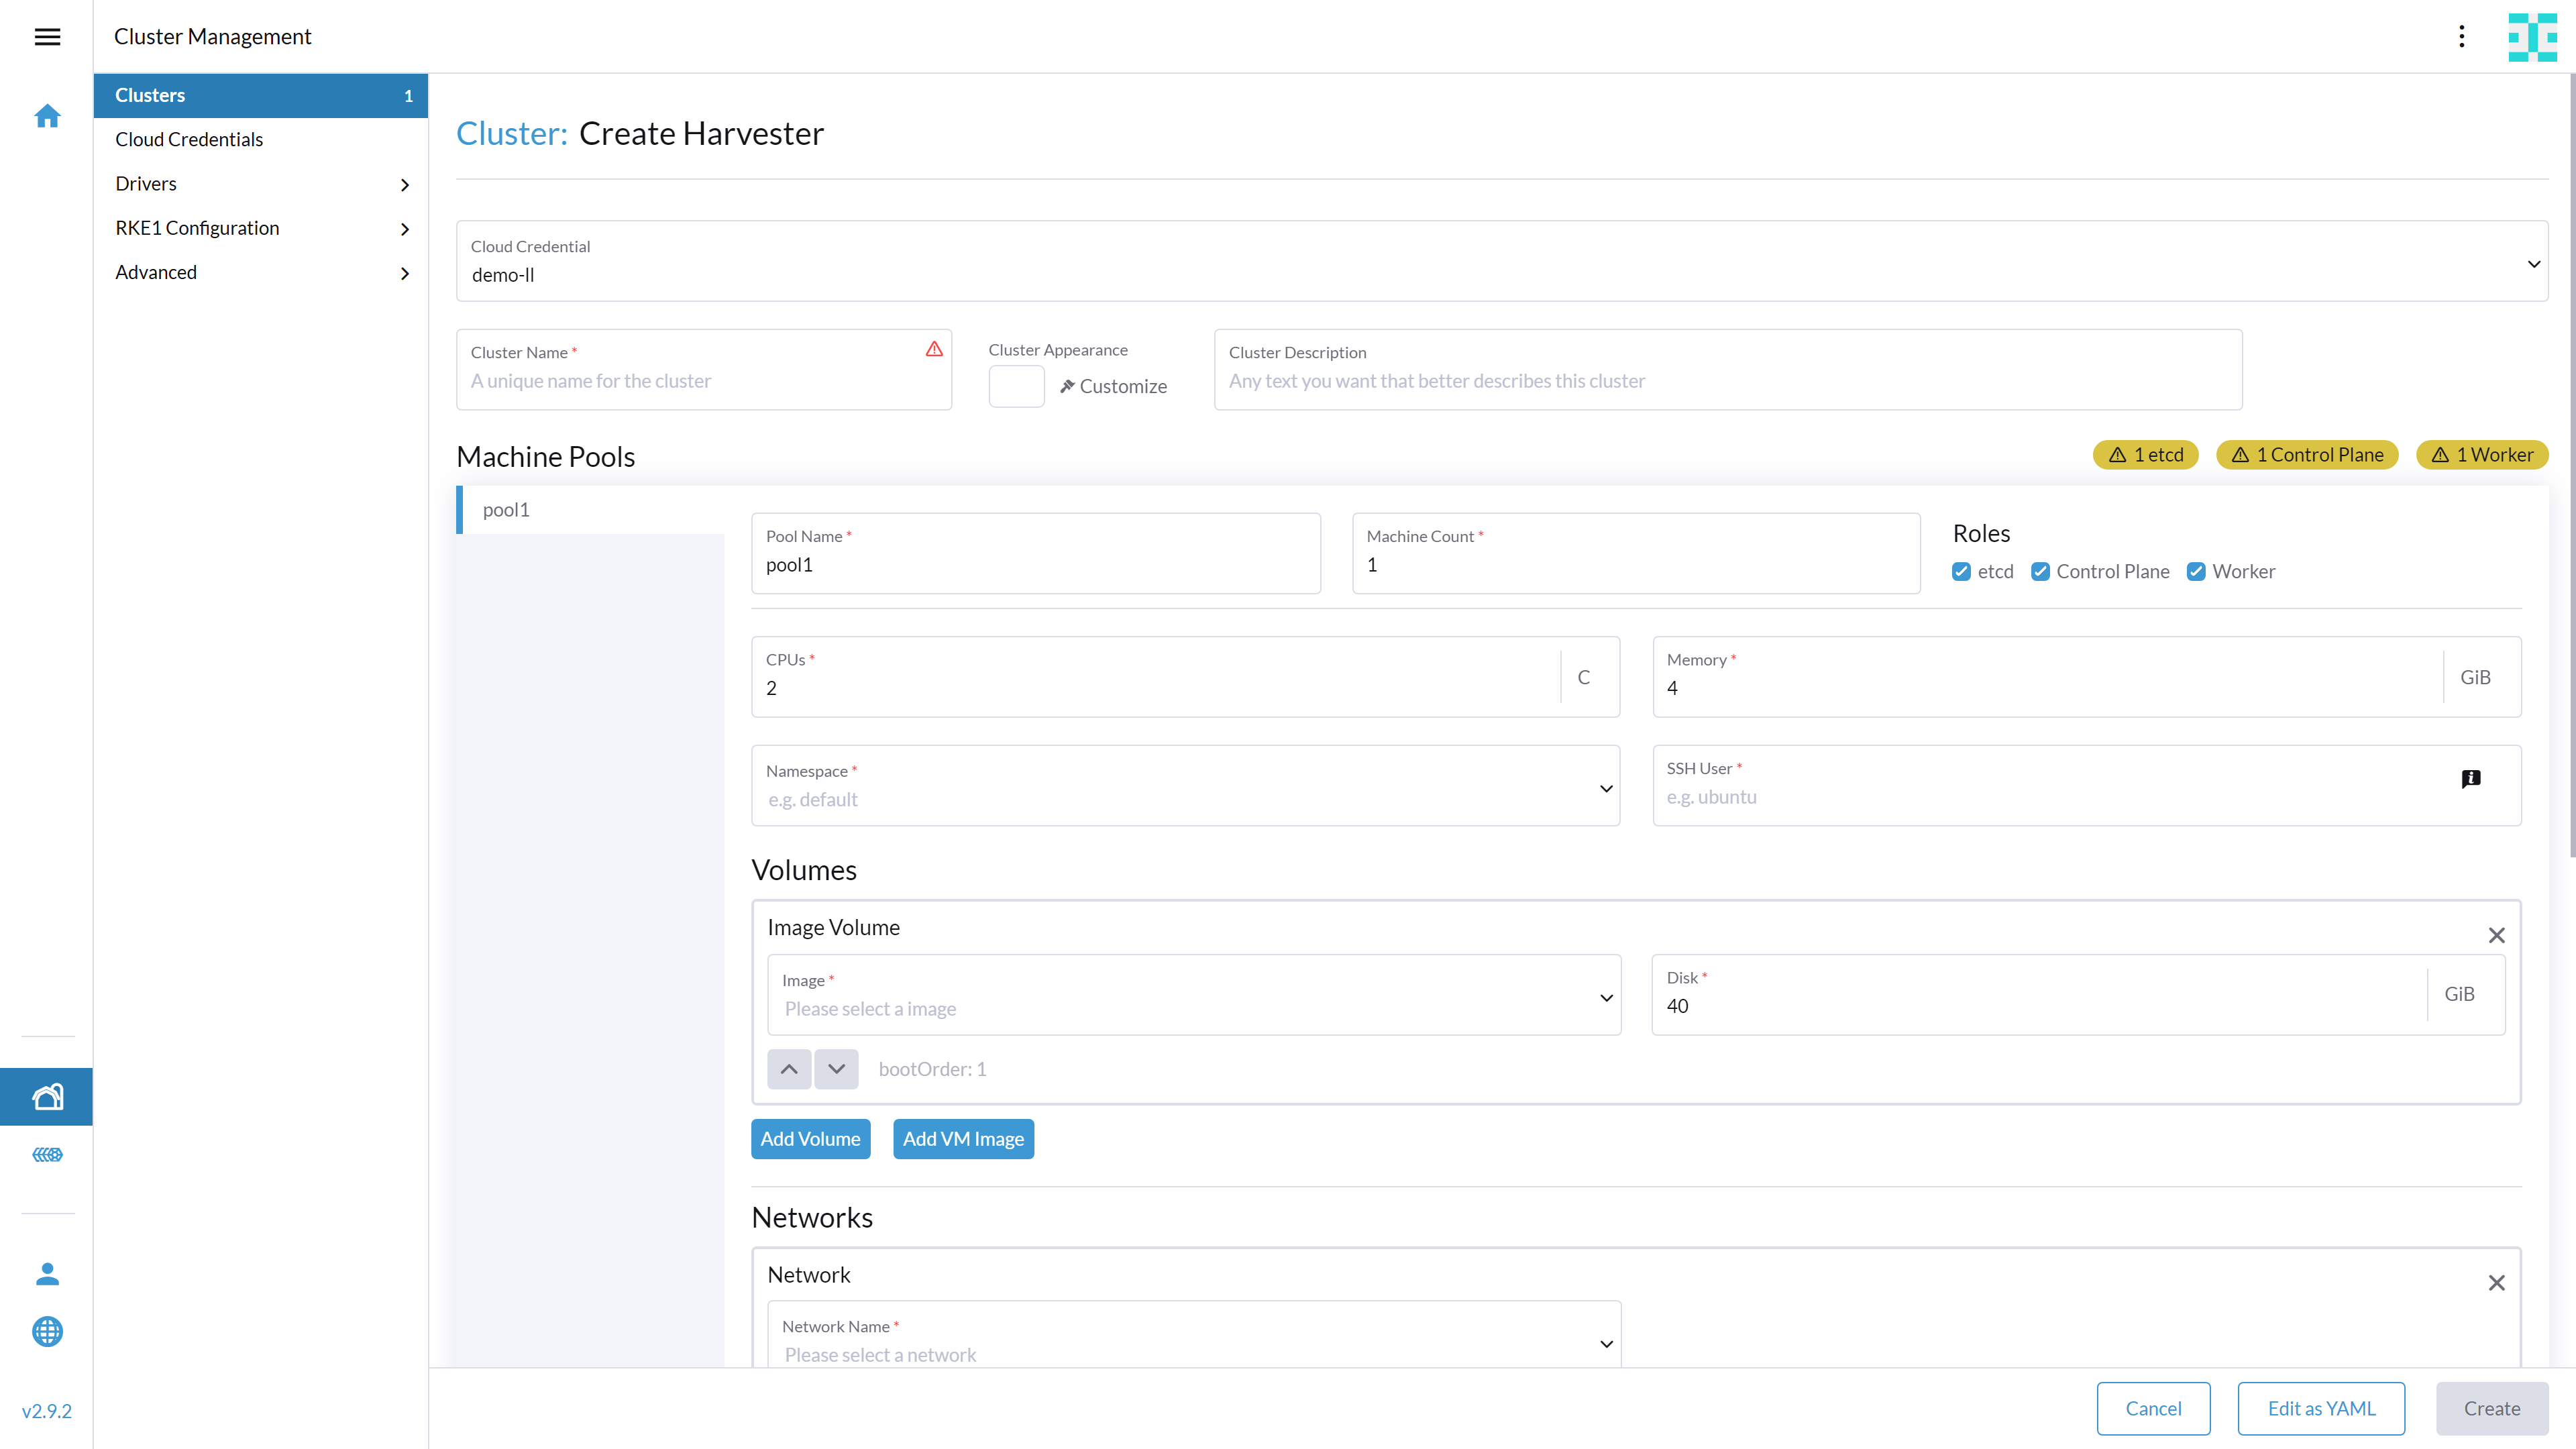 Cluster Management
Clusters 1
Cloud Credentials
Drivers
RKE1 Configuration
Advanced
v2.9.2
Cluster: Create Harvester
Cloud Credential
demo-II
Cluster Name *
A unique name for the cluster
Cluster Appearance
Customize
Cluster Description
Any text you want that better describes this cluster
Machine Pools
1 etcd
1 Control Plane
1 Worker
pool1
Pool Name *
pool1
Machine Count *
1
Roles
etcd Control Plane Worker
CPUs *
2
C
Memory *
4
GiB
Namespace *
e.g. default
SSH User *
e.g. ubuntu
Volumes
Image Volume
Image *
Please select a image
Disk *
40
GiB
bootOrder: 1
Add Volume
Add VM Image
Networks
Network
Network Name *
Please select a network
Cancel
Edit as YAML
Create